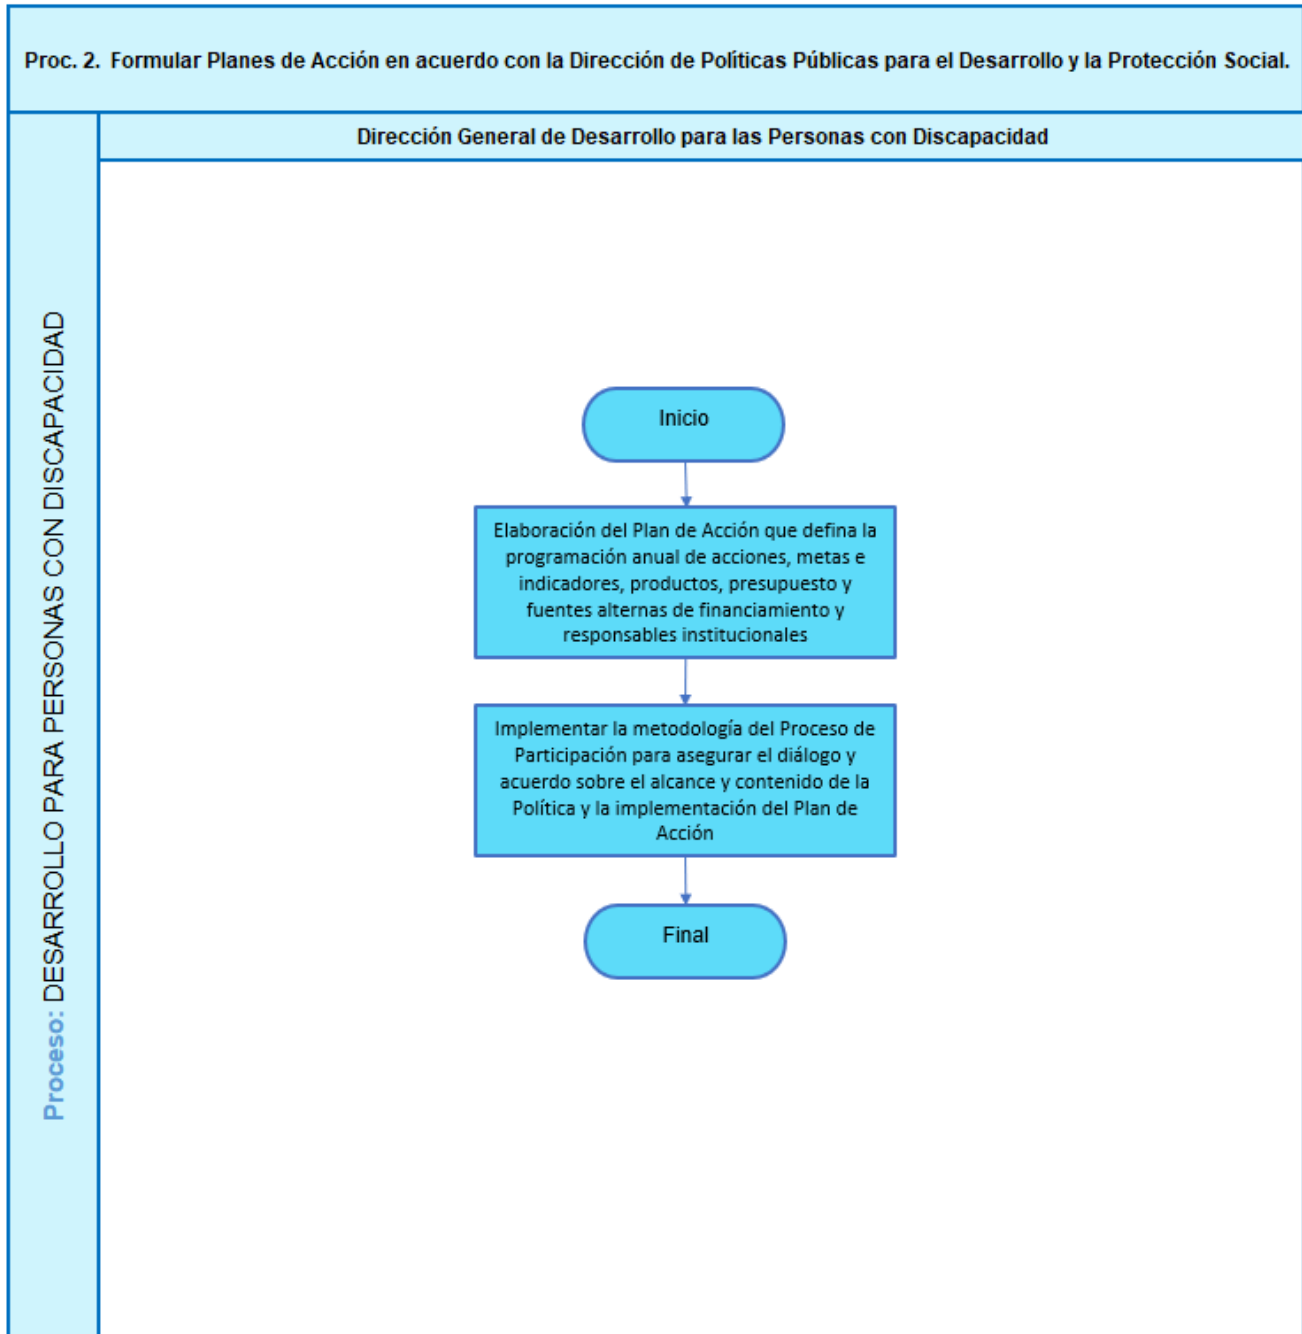 Proc. 2. Formular Planes de Acción en acuerdo con la Dirección de Políticas Públicas para el Desarrollo y la Protección Social.
Dirección General de Desarrollo para las Personas con Discapacidad
Proceso: DESARROLLO PARA PERSONAS CON DISCAPACIDAD
Inicio
Elaboración del Plan de Acción que defina la
programación anual de acciones, metas e
indicadores, productos, presupuesto y
fuentes alternas de financiamiento y
responsables institucionales
Implementar la metodología del Proceso de
Participación para asegurar el diálogo y
acuerdo sobre el alcance y contenido de la
Política y la implementación del Plan de
Acción
Final